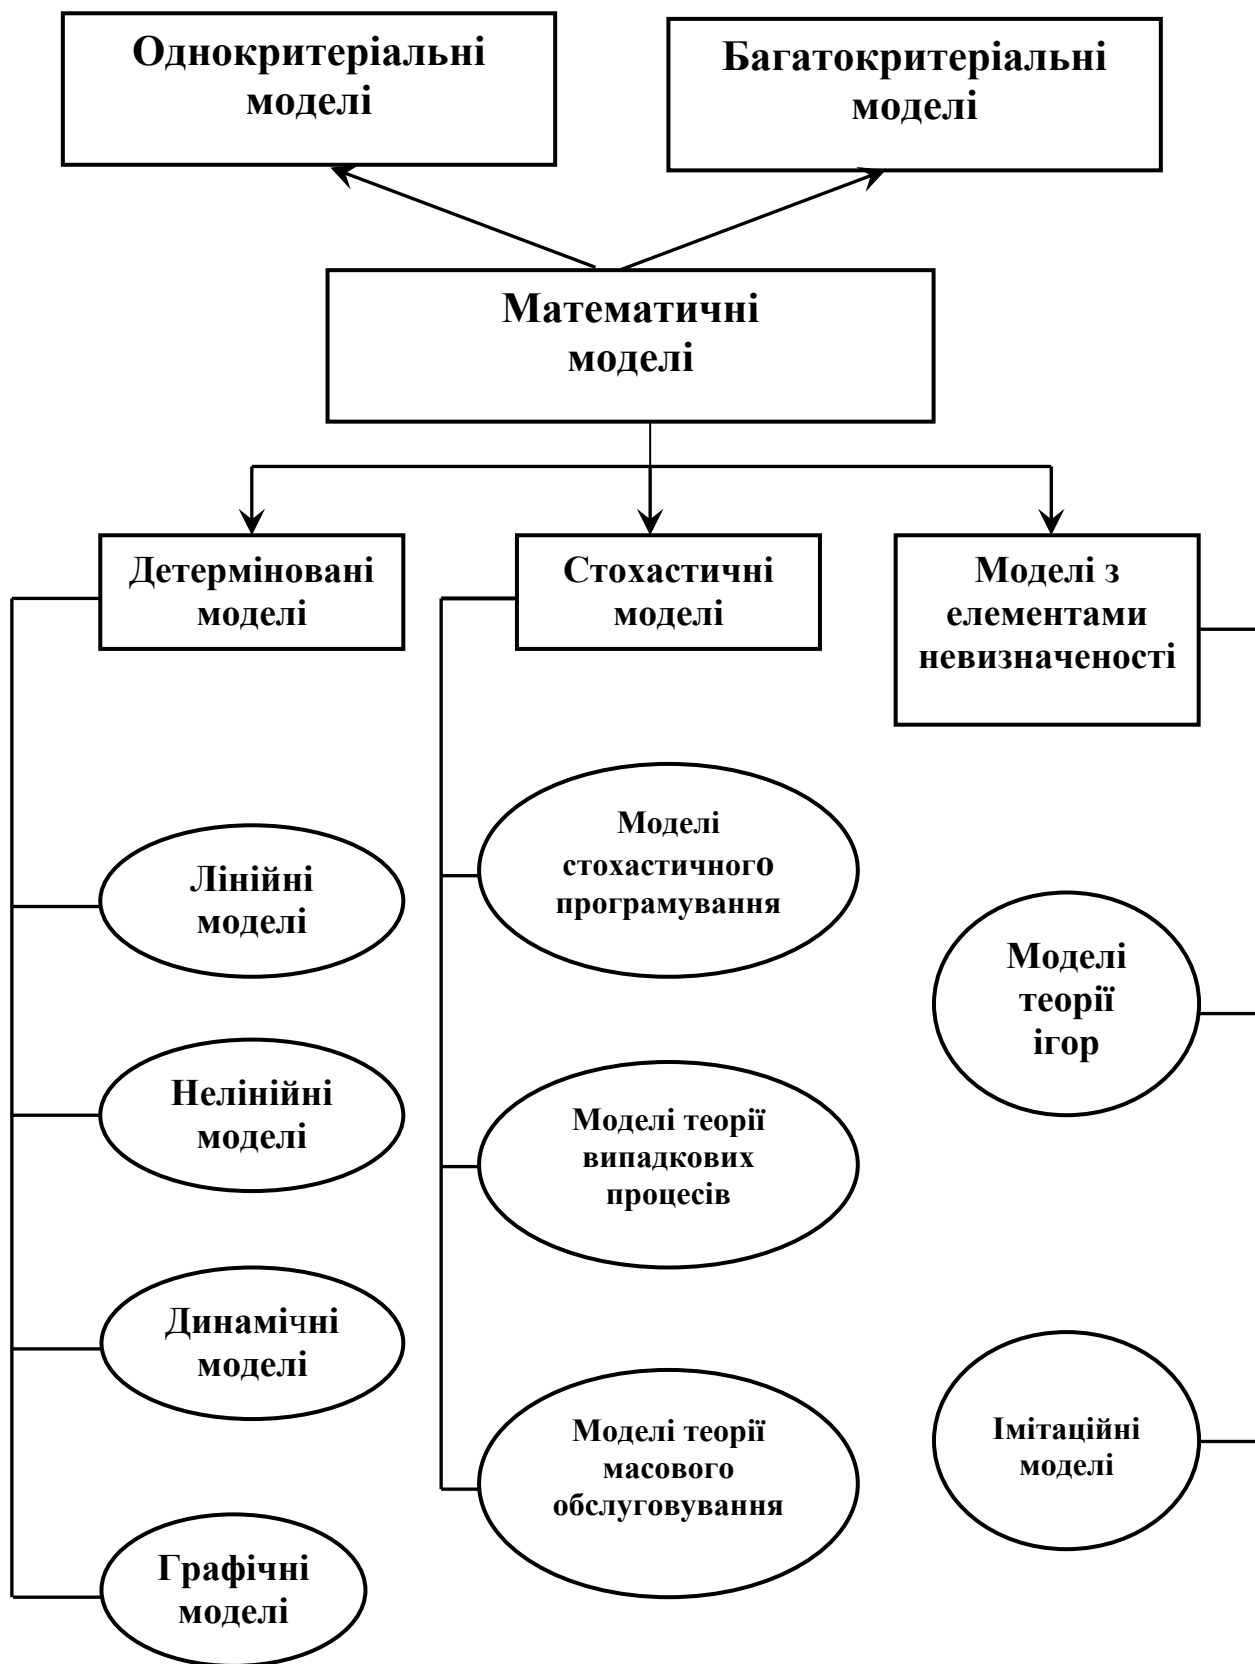 Однокритеріальні
моделі
Багатокритеріальні
моделі
Математичні
моделі
Детерміновані
моделі
Стохастичні
моделі
Моделі з
елементами
невизначеності
Лінійні
моделі
Нелінійні
моделі
Динамічні
моделі
Графічні
моделі
Моделі
стохастичного
програмування
Моделі теорії
випадкових
процесів
Моделі теорії
масового
обслуговування
Моделі
теорії
ігор
Імітаційні
моделі